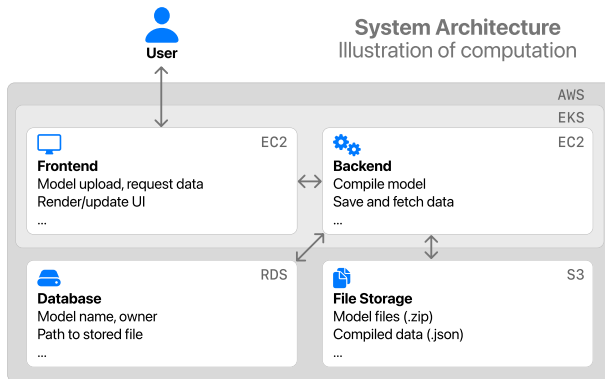 System Architecture
Illustration of computation
User
AWS
EKS
EC2
Frontend
Model upload, request data
Render/update UI
...
EC2
Backend
Compile model
Save and fetch data
...
RDS
Database
Model name, owner
Path to stored file
...
S3
File Storage
Model files (.zip)
Compiled data (.json)
...